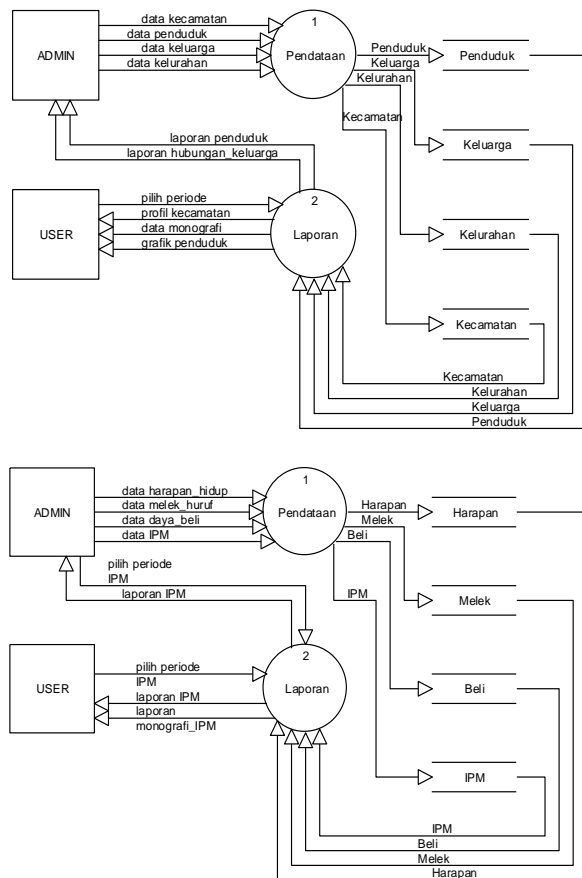 data kecamatan
data penduduk
data keluarga
data kelurahan
ADMIN
1
Pendataan
Penduduk
Keluarga
Kelurahan
Kecamatan
Penduduk
Keluarga
Kelurahan
Kecamatan
laporan penduduk
laporan hubungan_keluarga
USER
pilih periode
profil kecamatan
data monografi
grafik penduduk
2
Laporan
Kecamatan
Kelurahan
Keluarga
Penduduk
ADMIN
data harapan_hidup
data melek_huruf
data daya_beli
data IPM
1
Pendataan
Harapan
Melek
Beli
IPM
Harapan
Melek
Beli
IPM
pilih periode
IPM
laporan IPM
USER
pilih periode
IPM
laporan IPM
laporan
monografi_IPM
2
Laporan
IPM
Beli
Melek
Harapan